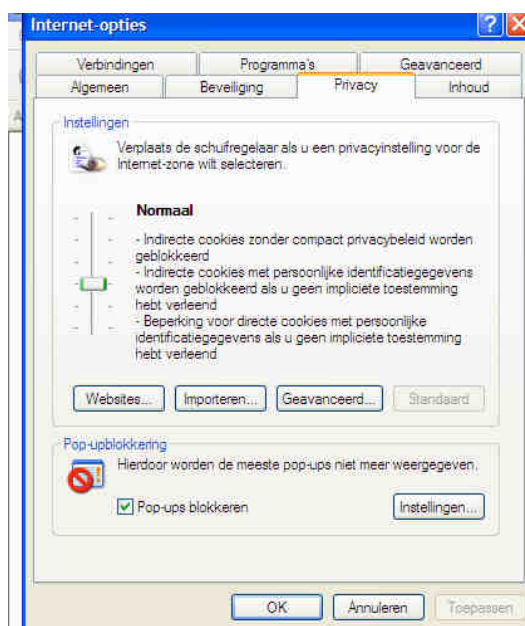 Internet-opties
Verbindingen Programma's Geavanceerd
Algemeen Beveiliging Privacy Inhoud
Instellingen
Verplaats de schuifregelaar als u een privacyinstelling voor de
Internet-zone wilt selecteren.
Normaal
- Indirecte cookies zonder compact privacybeleid worden
geblokkeerd
- Indirecte cookies met persoonlijke identificatiegegevens
worden geblokkeerd als u geen impliciete toestemming
hebt verleend
- Beperking voor directe cookies met persoonlijke
identificatiegegevens als u geen impliciete toestemming
hebt verleend
Websites... Importeren... Geavanceerd... Standaard
Pop-upblokkering
Hierdoor worden de meeste pop-ups niet meer weergegeven.
Pop-ups blokkeren Instellingen...
OK Annuleren Toepassen